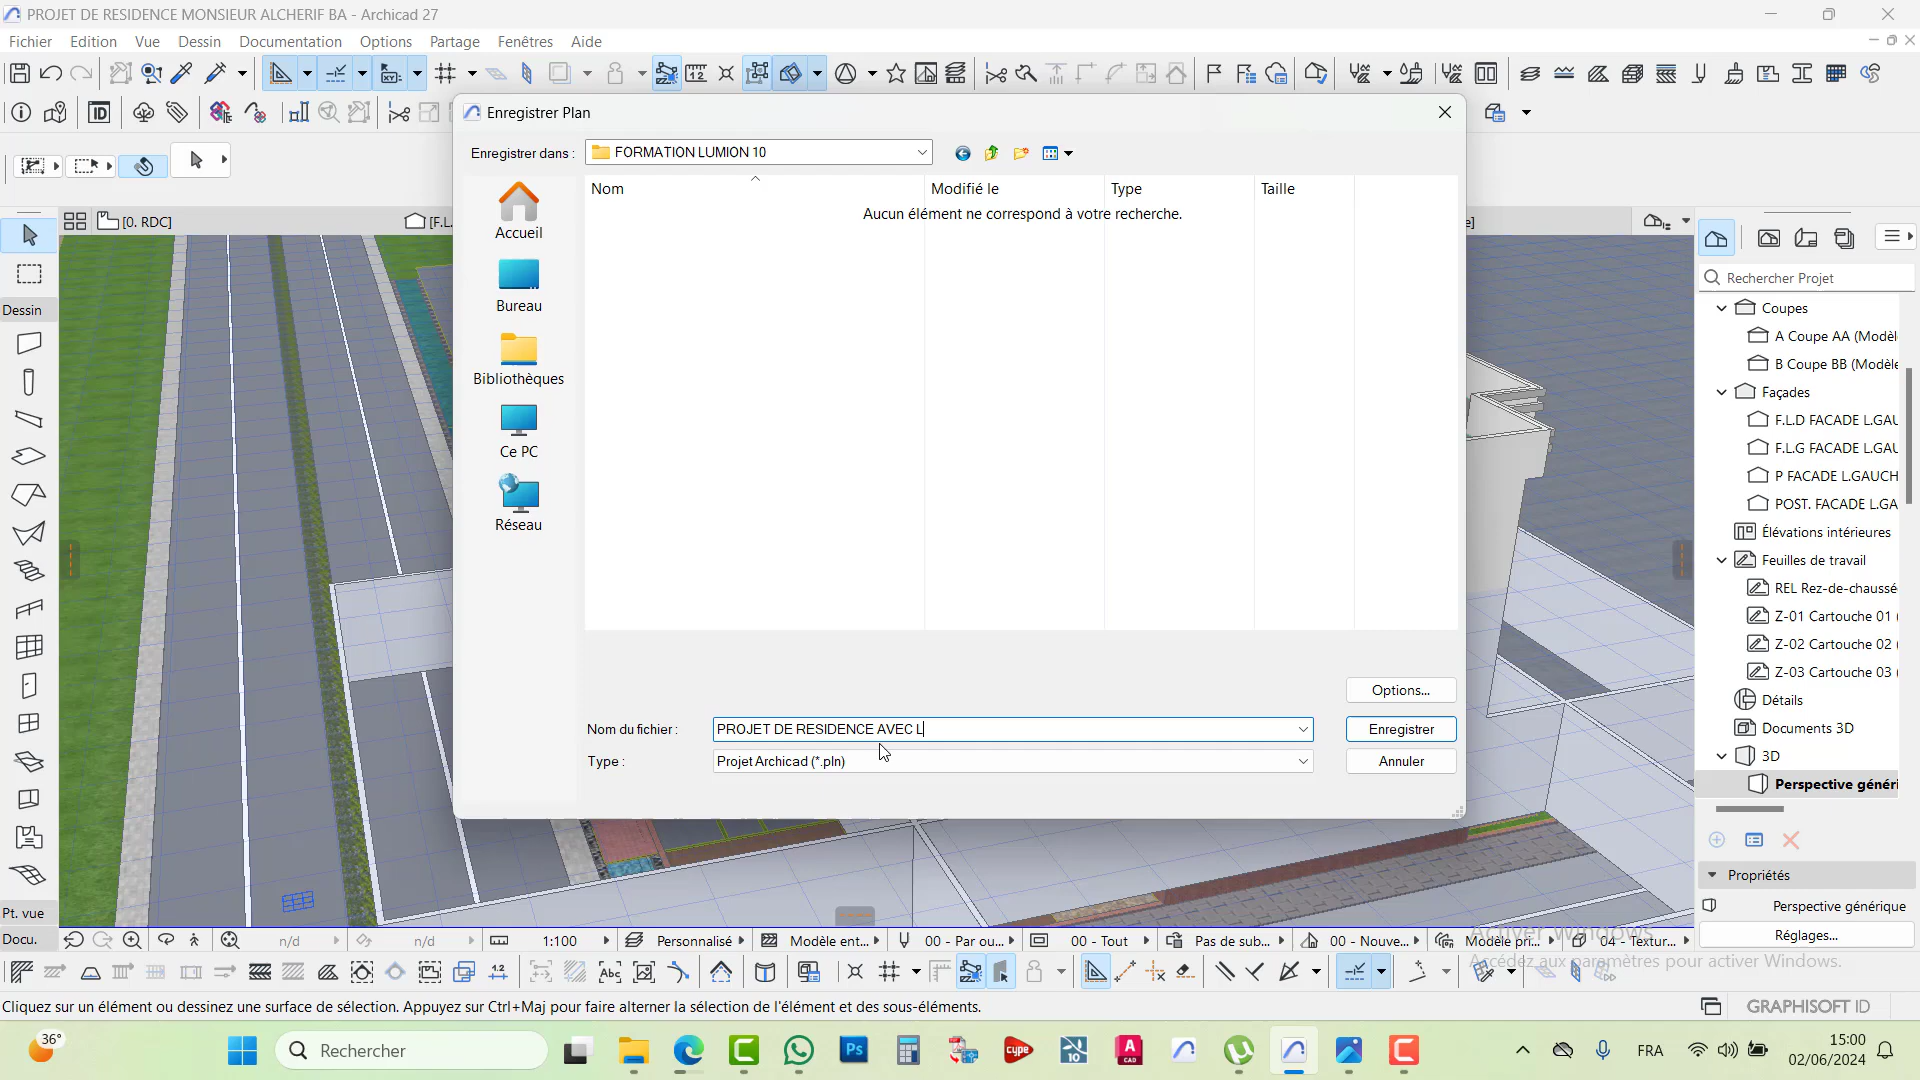 PROJET DE RESIDENCE MONSIEUR ALCHERIF BA - Archicad 27
Fichier Edition Vue Dessin Documentation Options Partage Fenêtres Aide
Enregistrer Plan
Enregistrer dans : FORMATION LUMION 10
Nom Modifié le Type Taille
Aucun élément ne correspond à votre recherche.
Accueil
Bureau
Bibliothèques
Ce PC
Réseau
Options...
Nom du fichier : PROJET DE RESIDENCE AVEC L
Enregistrer
Type : Projet Archicad (*.pln)
Annuler
[0. RDC]
[F.L.
e]
Dessin
Pt. vue
Docu.
Rechercher Projet
Coupes
A Coupe AA (Modèl
B Coupe BB (Modèle
Façades
F.L.D FACADE L.GAU
F.L.G FACADE L.GAU
P FACADE L.GAUCH
POST. FACADE L.GA
Élévations intérieures
Feuilles de travail
REL Rez-de-chaussé
Z-01 Cartouche 01 (
Z-02 Cartouche 02 (
Z-03 Cartouche 03 (
Détails
Documents 3D
3D
Perspective généri
Propriétés
Perspective générique
Réglages...
Activer Windows
Accédez aux paramètres pour activer Windows.
n/d n/d 1:100 Personnalisé Modèle ent... 00 - Par ou... 00 - Tout Pas de sub... 00 - Nouve... Modèle pri... 04 - Textur...
Cliquez sur un élément ou dessinez une surface de sélection. Appuyez sur Ctrl+Maj pour faire alterner la sélection de l'élément et des sous-éléments.
GRAPHISOFT ID
36°
Rechercher
FRA
15:00
02/06/2024